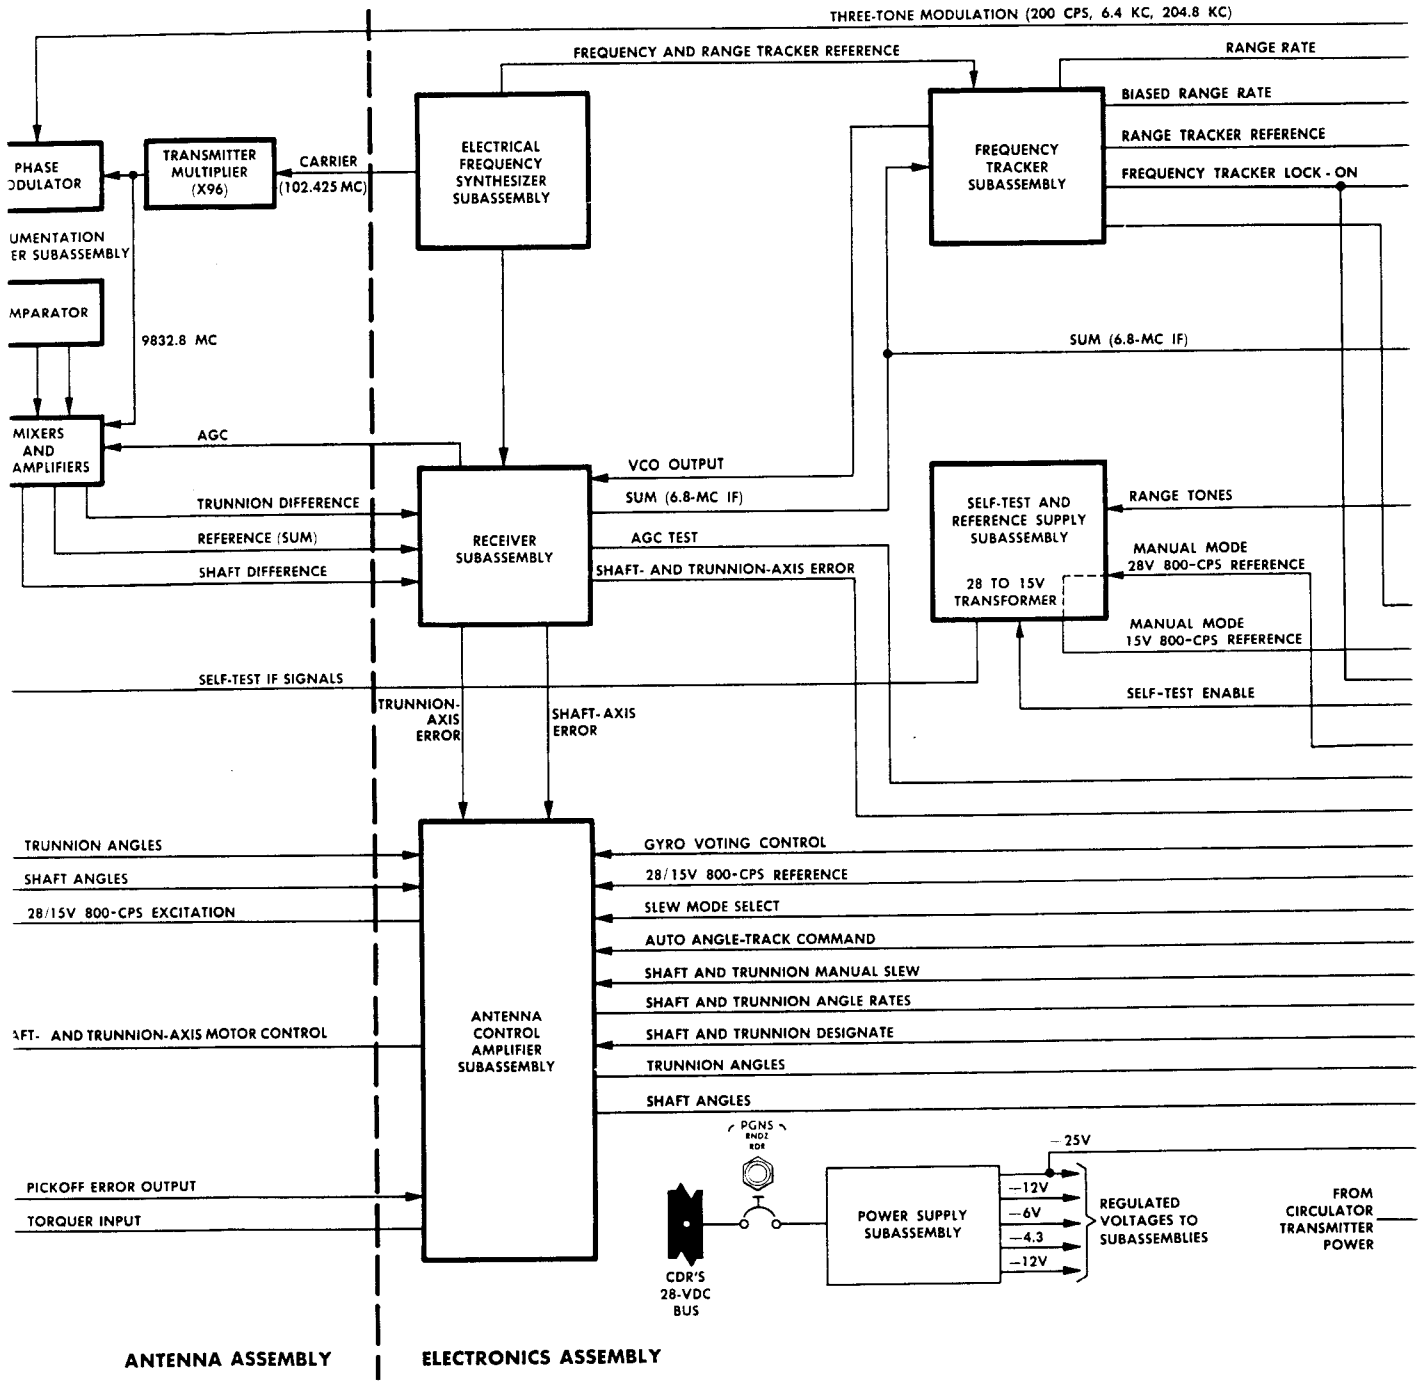 THREE-TONE MODULATION (200 CPS, 6.4 KC, 204.8 KC)
FREQUENCY AND RANGE TRACKER REFERENCE
RANGE RATE
BIASED RANGE RATE
RANGE TRACKER REFERENCE
FREQUENCY TRACKER LOCK-ON
PHASE
ODULATOR
TRANSMITTER
MULTIPLIER
(X96)
CARRIER
(102.425 MC)
ELECTRICAL
FREQUENCY
SYNTHESIZER
SUBASSEMBLY
FREQUENCY
TRACKER
SUBASSEMBLY
UMENTATION
ER SUBASSEMBLY
MPARATOR
9832.8 MC
SUM (6.8-MC IF)
MIXERS
AND
AMPLIFIERS
AGC
TRUNNION DIFFERENCE
REFERENCE (SUM)
SHAFT DIFFERENCE
RECEIVER
SUBASSEMBLY
VCO OUTPUT
SUM (6.8-MC IF)
AGC TEST
SHAFT- AND TRUNNION-AXIS ERROR
SELF-TEST AND
REFERENCE SUPPLY
SUBASSEMBLY
28 TO 15V
TRANSFORMER
RANGE TONES
MANUAL MODE
28V 800-CPS REFERENCE
MANUAL MODE
15V 800-CPS REFERENCE
SELF-TEST ENABLE
SELF-TEST IF SIGNALS
TRUNNION-
AXIS
ERROR
SHAFT-AXIS
ERROR
TRUNNION ANGLES
SHAFT ANGLES
28/15V 800-CPS EXCITATION
AFT- AND TRUNNION-AXIS MOTOR CONTROL
PICKOFF ERROR OUTPUT
TORQUER INPUT
ANTENNA
CONTROL
AMPLIFIER
SUBASSEMBLY
GYRO VOTING CONTROL
28/15V 800-CPS REFERENCE
SLEW MODE SELECT
AUTO ANGLE-TRACK COMMAND
SHAFT AND TRUNNION MANUAL SLEW
SHAFT AND TRUNNION ANGLE RATES
SHAFT AND TRUNNION DESIGNATE
TRUNNION ANGLES
SHAFT ANGLES
PGNS
RNDZ
RDR
CDR'S
28-VDC
BUS
POWER SUPPLY
SUBASSEMBLY
-25V
-12V
-6V
-4.3
-12V
REGULATED
VOLTAGES TO
SUBASSEMBLIES
FROM
CIRCULATOR
TRANSMITTER
POWER
ANTENNA ASSEMBLY
ELECTRONICS ASSEMBLY